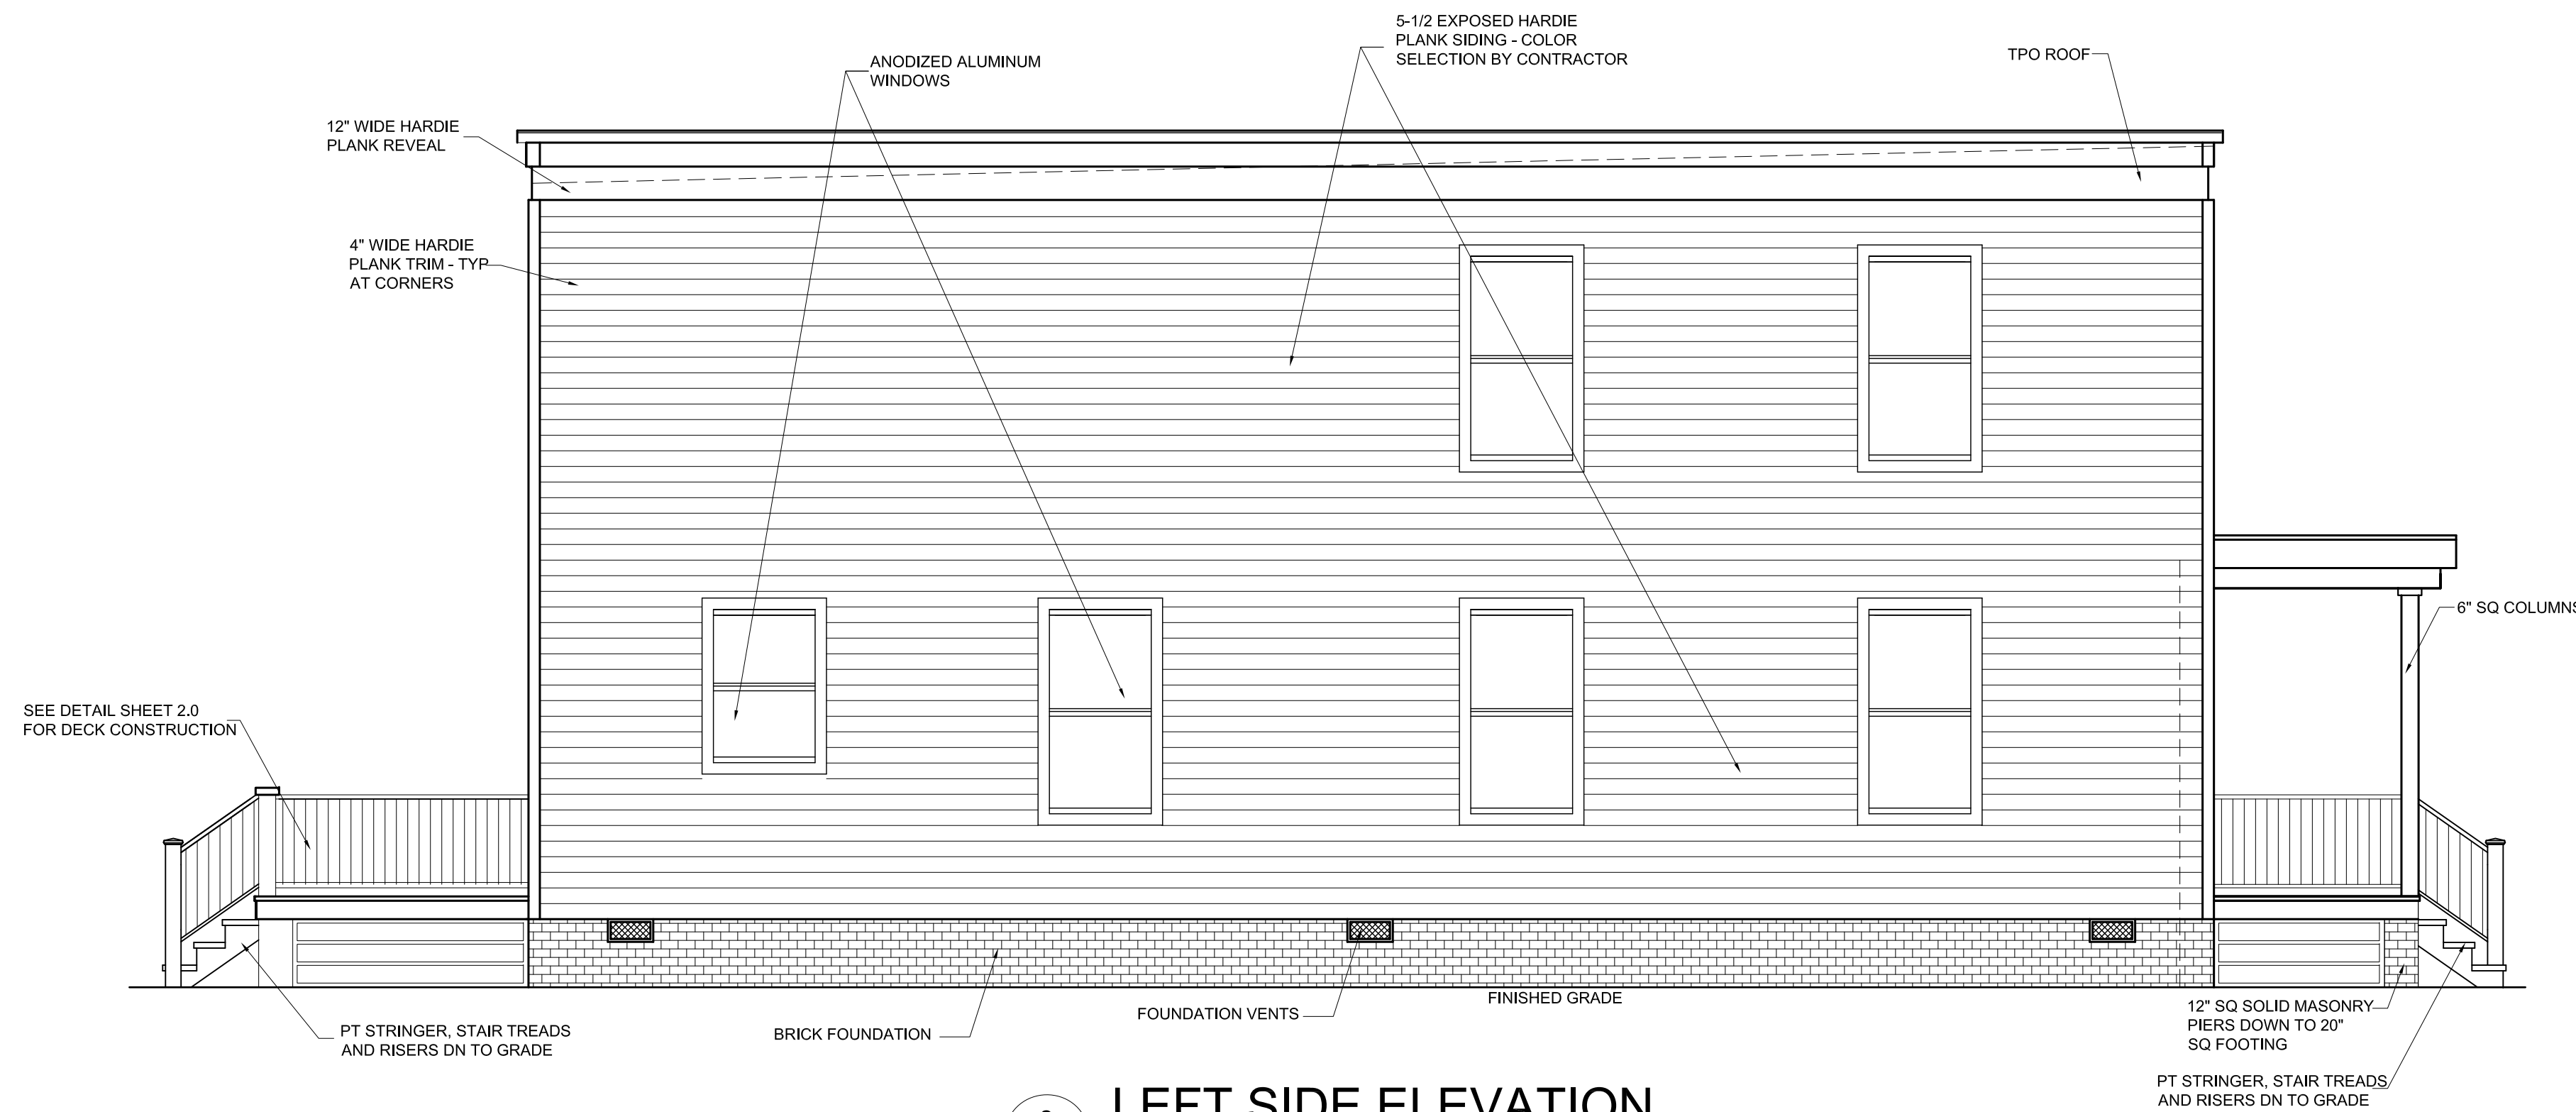 5-1/2 EXPOSED HARDIE
PLANK SIDING - COLOR
SELECTION BY CONTRACTOR
ANODIZED ALUMINUM
WINDOWS
TPO ROOF
12" WIDE HARDIE
PLANK REVEAL
4" WIDE HARDIE
PLANK TRIM - TYP
AT CORNERS
6" SQ COLUMNS
SEE DETAIL SHEET 2.0
FOR DECK CONSTRUCTION
FINISHED GRADE
FOUNDATION VENTS
BRICK FOUNDATION
PT STRINGER, STAIR TREADS
AND RISERS DN TO GRADE
12" SQ SOLID MASONRY
PIERS DOWN TO 20"
SQ FOOTING
PT STRINGER, STAIR TREADS
AND RISERS DN TO GRADE
LEFT SIDE ELEVATION